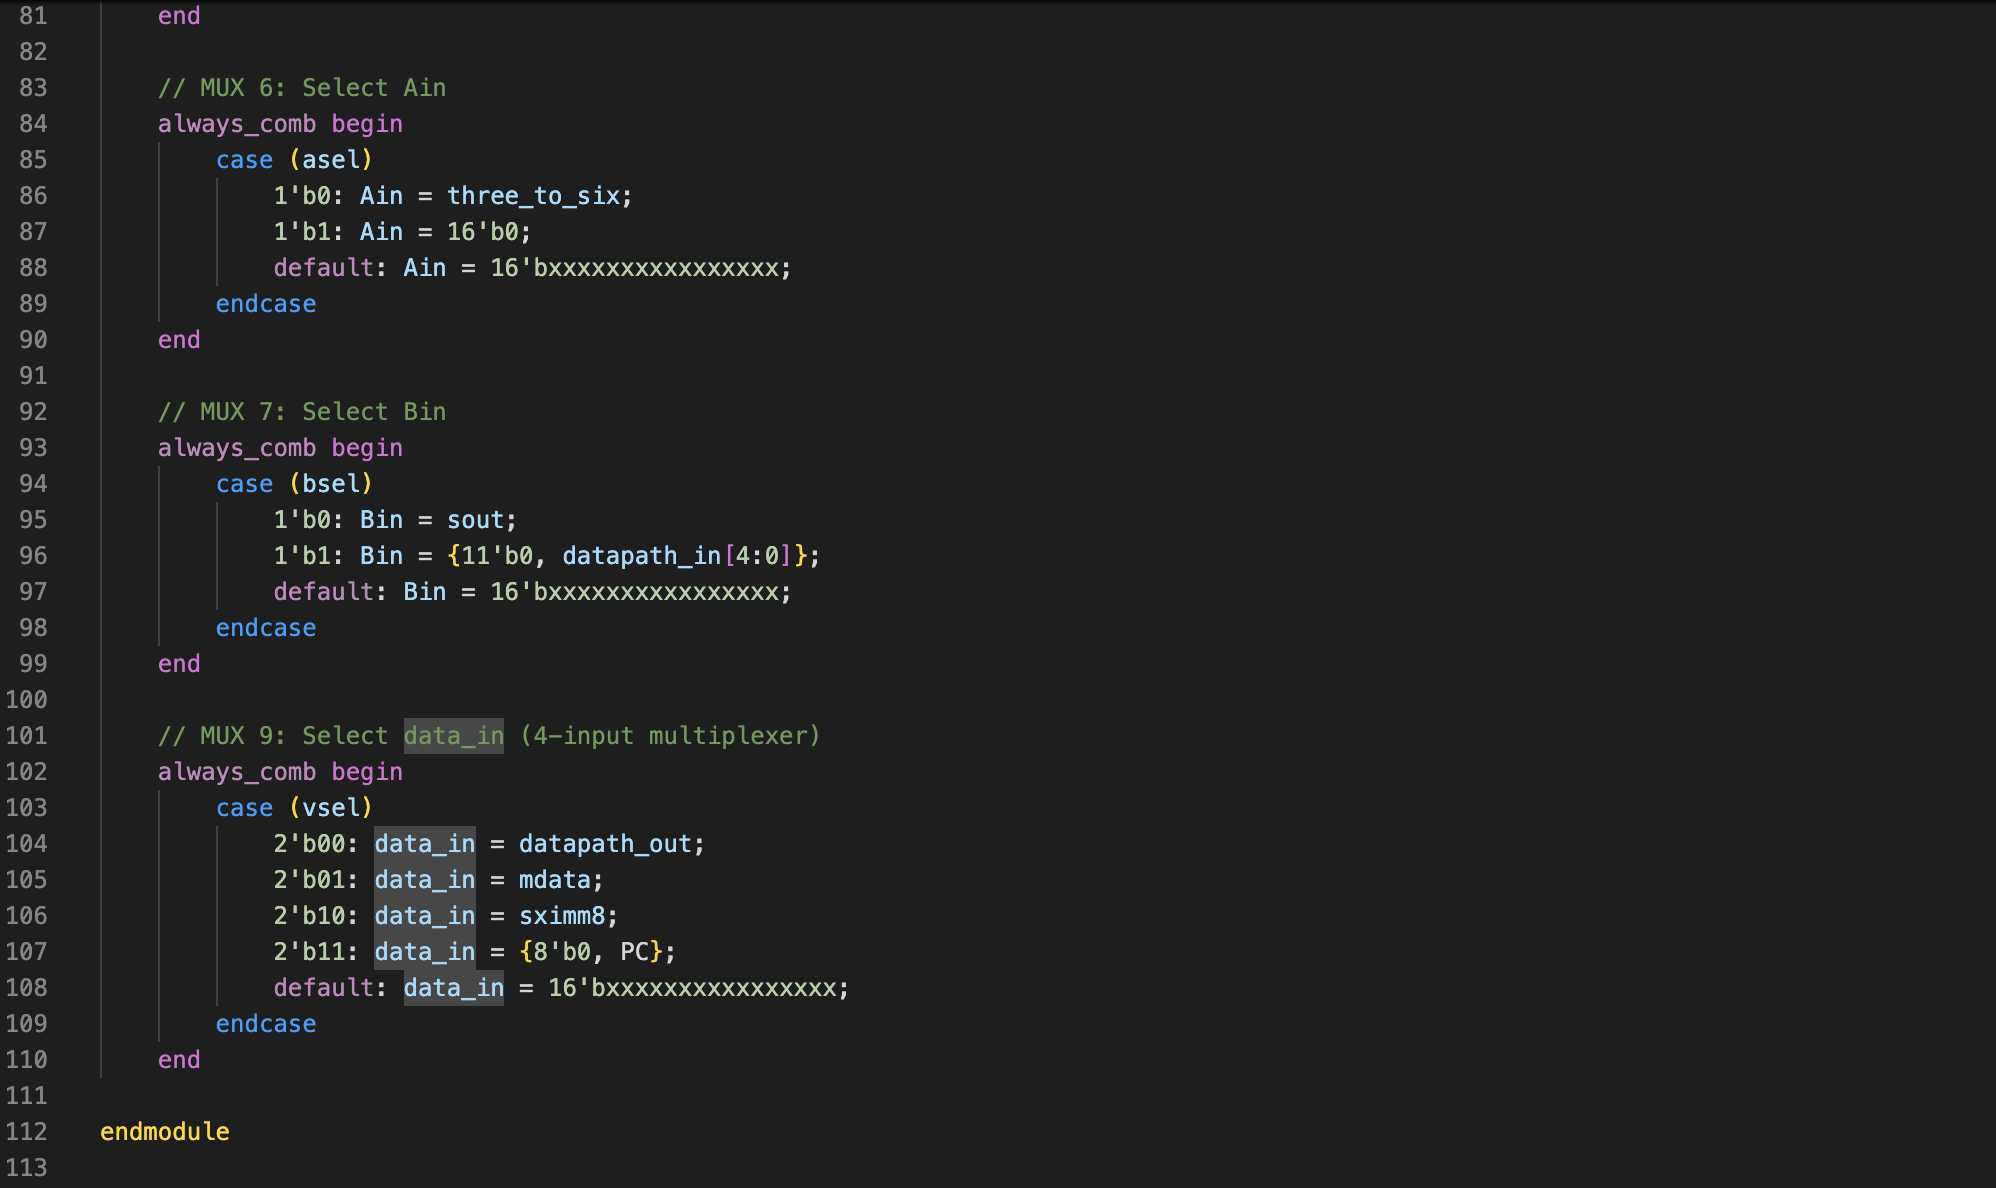 81 end
82
83 // MUX 6: Select Ain
84 always_comb begin
85 case (asel)
86 1'b0: Ain = three_to_six;
87 1'b1: Ain = 16'b0;
88 default: Ain = 16'bxxxxxxxxxxxxxxxx;
89 endcase
90 end
91
92 // MUX 7: Select Bin
93 always_comb begin
94 case (bsel)
95 1'b0: Bin = sout;
96 1'b1: Bin = {11'b0, datapath_in[4:0]};
97 default: Bin = 16'bxxxxxxxxxxxxxxxx;
98 endcase
99 end
100
101 // MUX 9: Select data_in (4-input multiplexer)
102 always_comb begin
103 case (vsel)
104 2'b00: data_in = datapath_out;
105 2'b01: data_in = mdata;
106 2'b10: data_in = sximm8;
107 2'b11: data_in = {8'b0, PC};
108 default: data_in = 16'bxxxxxxxxxxxxxxxx;
109 endcase
110 end
111
112 endmodule
113